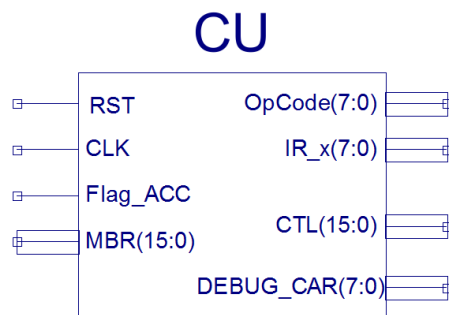 CU
RST
OpCode(7:0)
CLK
IR_x(7:0)
Flag_ACC
CTL(15:0)
MBR(15:0)
DEBUG_CAR(7:0)